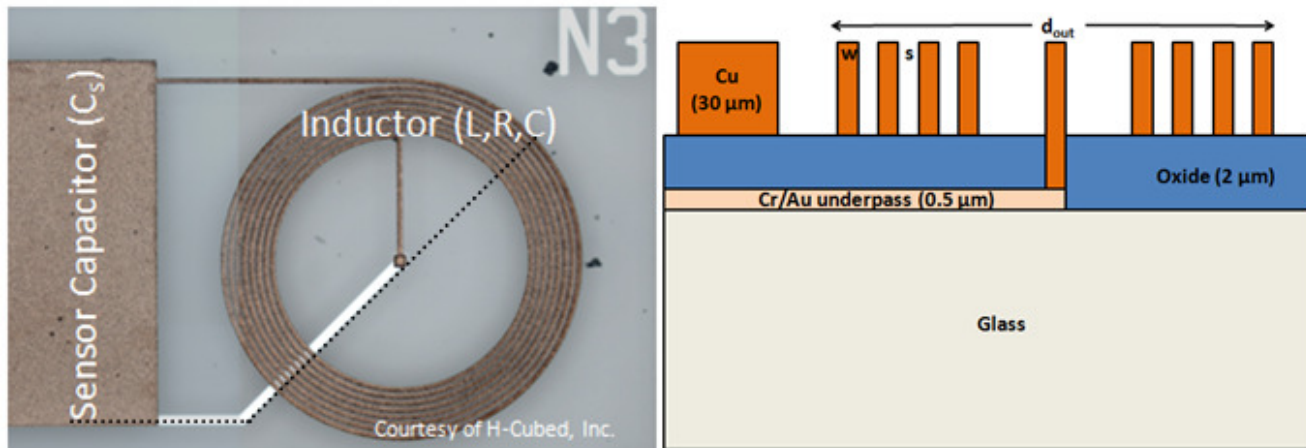 N3
Sensor Capacitor (Cₛ)
Inductor (L,R,C)
Courtesy of H-Cubed, Inc.
d_out
Cu
(30 µm)
w
s
Oxide (2 µm)
Cr/Au underpass (0.5 µm)
Glass